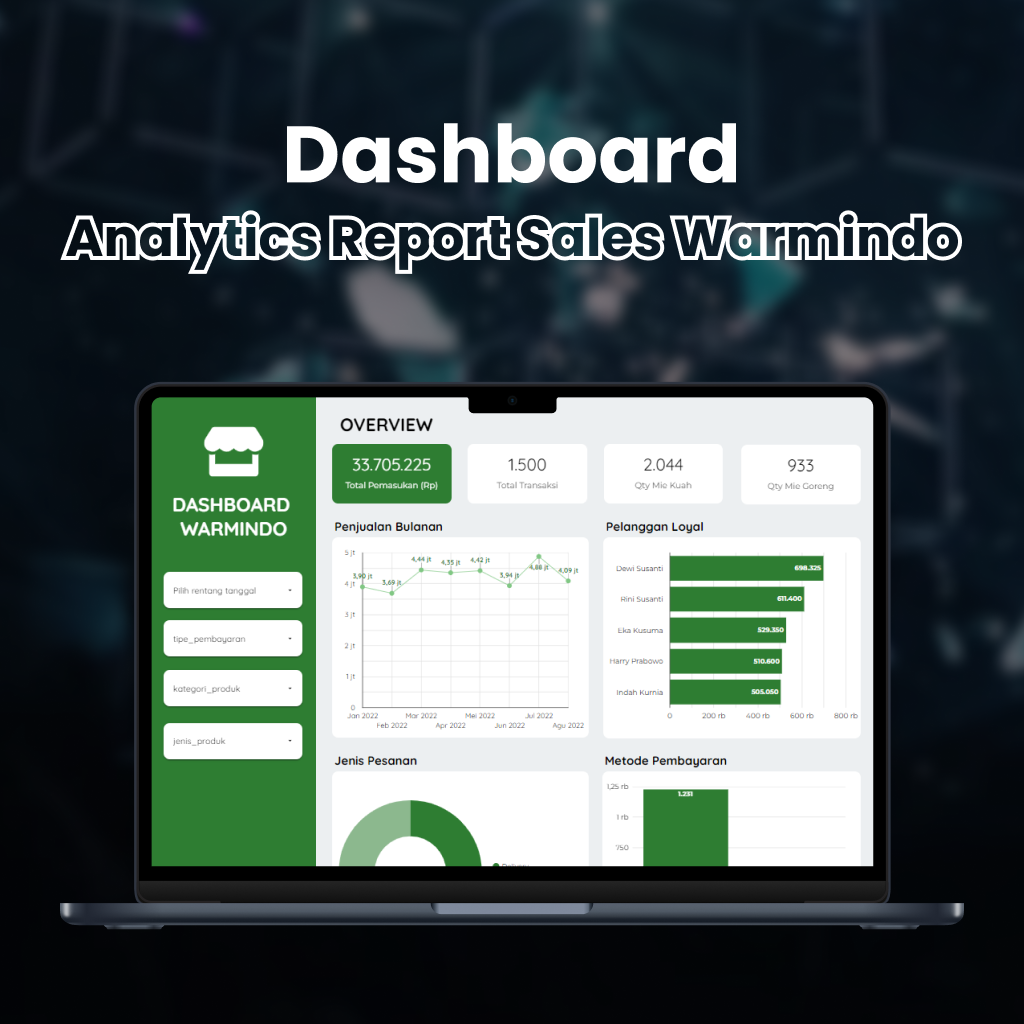 Dashboard
Analytics Report Sales Warmindo
DASHBOARD
WARMINDO
Pilih rentang tanggal
tipe_pembayaran
kategori_produk
jenis_produk
OVERVIEW
33.705.225
Total Pemasukan (Rp)
1.500
Total Transaksi
2.044
Qty Mie Kuah
933
Qty Mie Goreng
Penjualan Bulanan
5 jt
4 jt
3 jt
2 jt
1 jt
0
3,90 jt
3,69 jt
4,44 jt
4,35 jt
4,42 jt
3,94 jt
4,88 jt
4,09 jt
Jan 2022
Feb 2022
Mar 2022
Apr 2022
Mei 2022
Jun 2022
Jul 2022
Agu 2022
Pelanggan Loyal
Dewi Susanti 698.325
Rini Susanti 611.400
Eka Kusuma 529.350
Harry Prabowo 510.600
Indah Kurnia 505.050
0 200 rb 400 rb 600 rb 800 rb
Jenis Pesanan
Metode Pembayaran
1,25 rb
1 rb
750
1.231